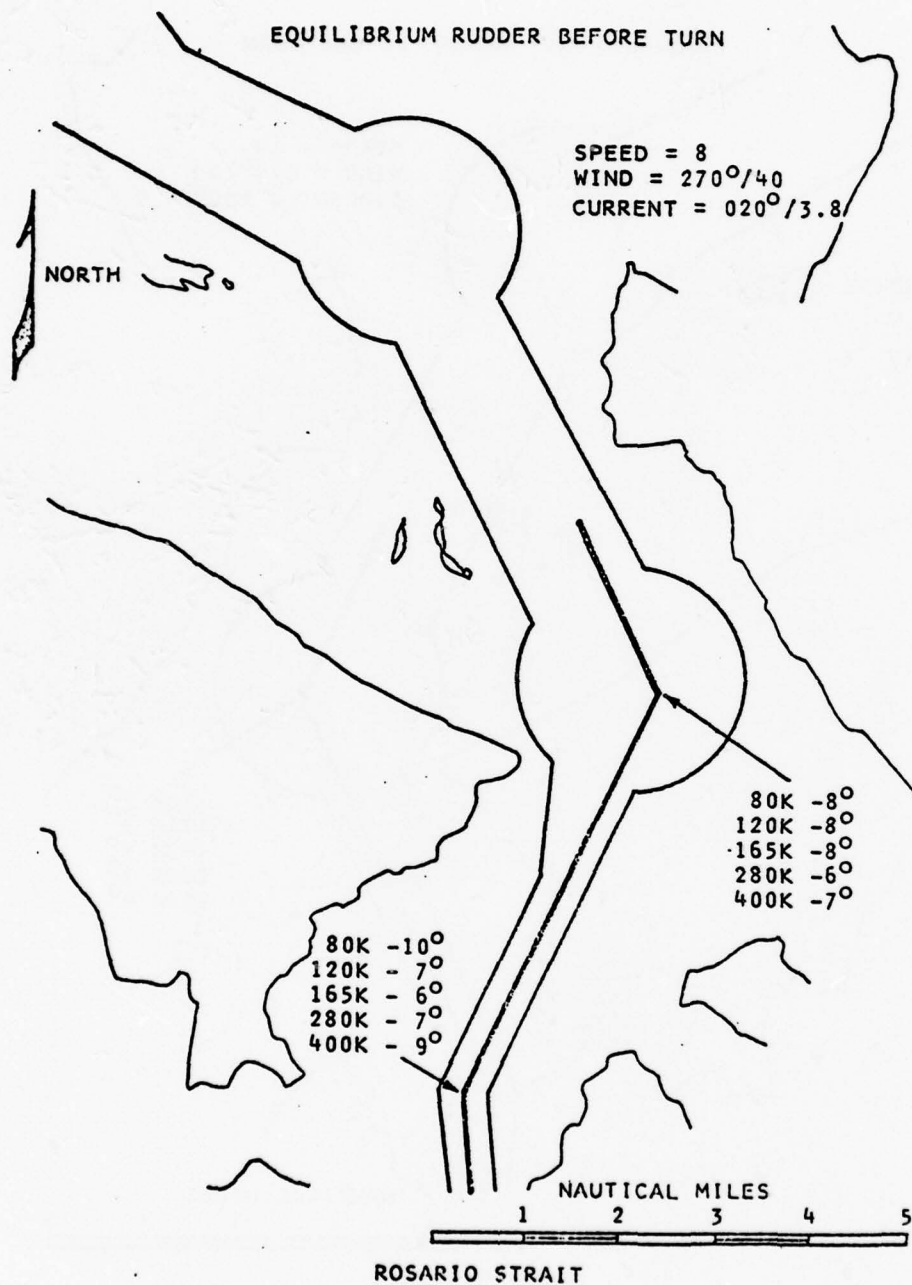 EQUILIBRIUM RUDDER BEFORE TURN
SPEED = 8
WIND = 270°/40
CURRENT = 020°/3.8
NORTH
80K -8°
120K -8°
165K -8°
280K -6°
400K -7°
80K -10°
120K - 7°
165K - 6°
280K - 7°
400K - 9°
NAUTICAL MILES
1 2 3 4 5
ROSARIO STRAIT